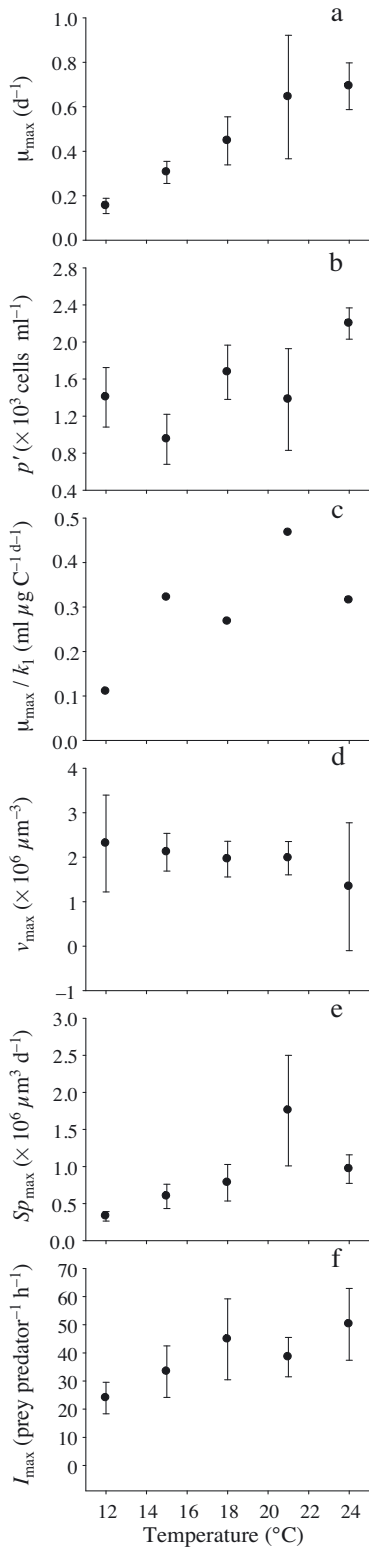 a
1.0
0.8
0.6
0.4
0.2
0.0
μmax (d⁻¹)
b
2.8
2.4
2.0
1.6
1.2
0.8
0.4
p′ (× 10³ cells ml⁻¹)
c
0.5
0.4
0.3
0.2
0.1
0.0
μmax / k₁ (ml μg C⁻¹ ᵈ⁻¹)
d
4
3
2
1
0
–1
vmax (× 10⁶ μm⁻³)
e
3.0
2.5
2.0
1.5
1.0
0.5
0.0
Spmax (× 10⁶ μm³ d⁻¹)
f
70
60
50
40
30
20
10
0
Imax (prey predator⁻¹ h⁻¹)
12 14 16 18 20 22 24
Temperature (°C)